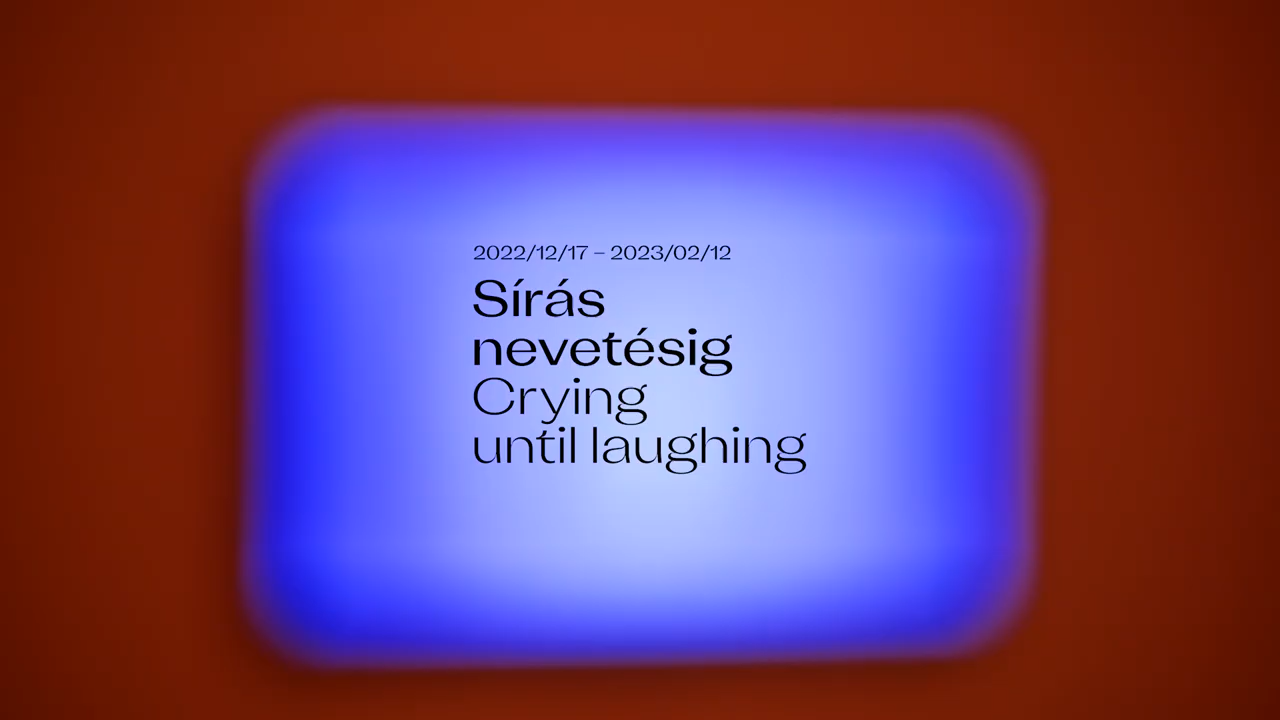 2022/12/17 – 2023/02/12
Sírás
nevetésig
Crying
until laughing